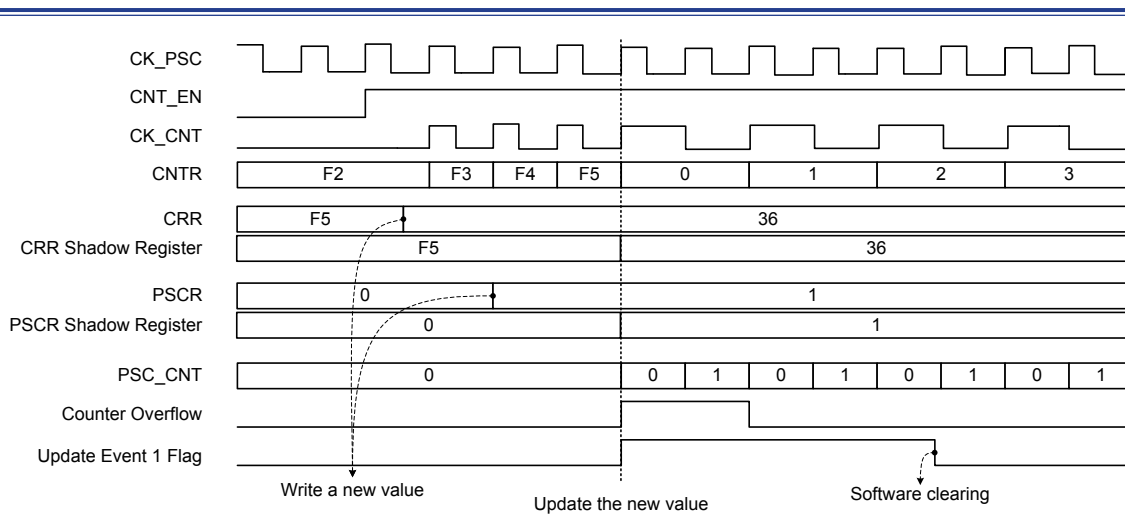 CK_PSC
CNT_EN
CK_CNT
CNTR F2 F3 F4 F5 0 1 2 3
CRR F5 36
CRR Shadow Register F5 36
PSCR 0 1
PSCR Shadow Register 0 1
PSC_CNT 0 0 1 0 1 0 1 0 1
Counter Overflow
Update Event 1 Flag
Write a new value
Update the new value
Software clearing